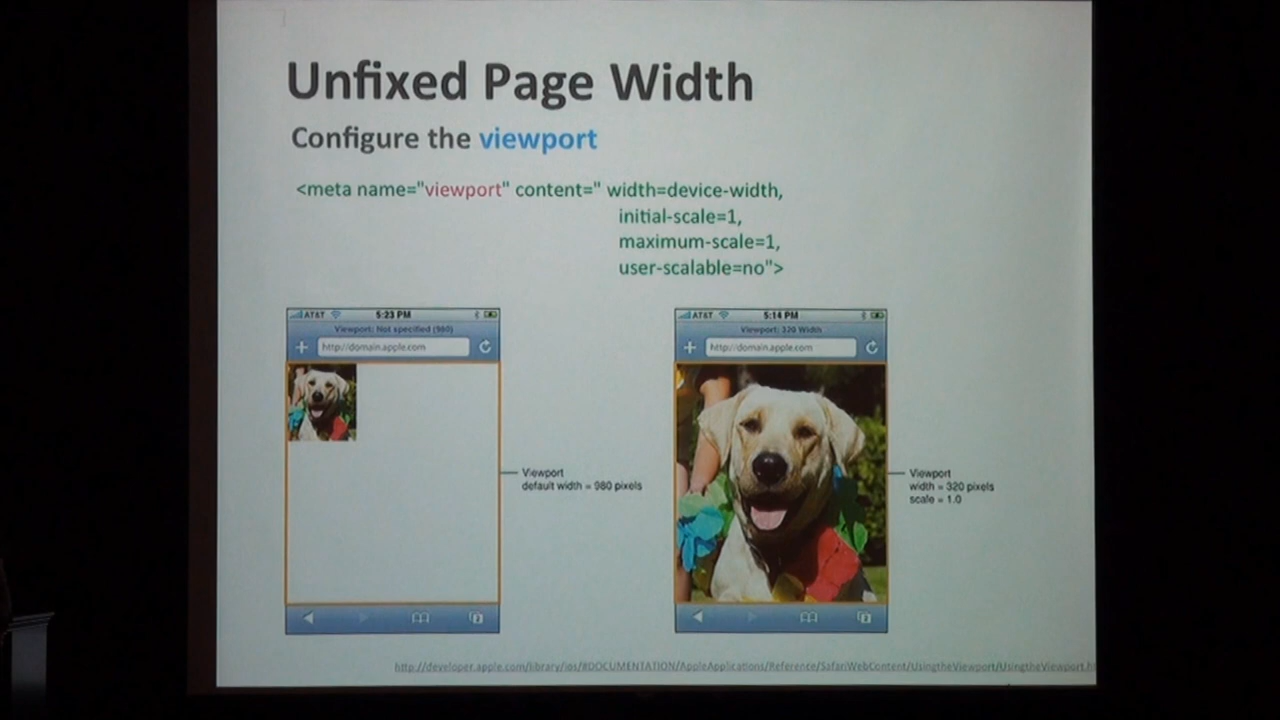 Unfixed Page Width
Configure the viewport
<meta name="viewport" content=" width=device-width,
initial-scale=1,
maximum-scale=1,
user-scalable=no">
AT&T 5:23 PM
Viewport: Not specified (980)
http://domain.apple.com
Viewport
default width = 980 pixels
AT&T 5:14 PM
Viewport: 320 Width
http://domain.apple.com
Viewport
width = 320 pixels
scale = 1.0
http://developer.apple.com/library/ios/#DOCUMENTATION/AppleApplications/Reference/SafariWebContent/UsingtheViewport/UsingtheViewport.h